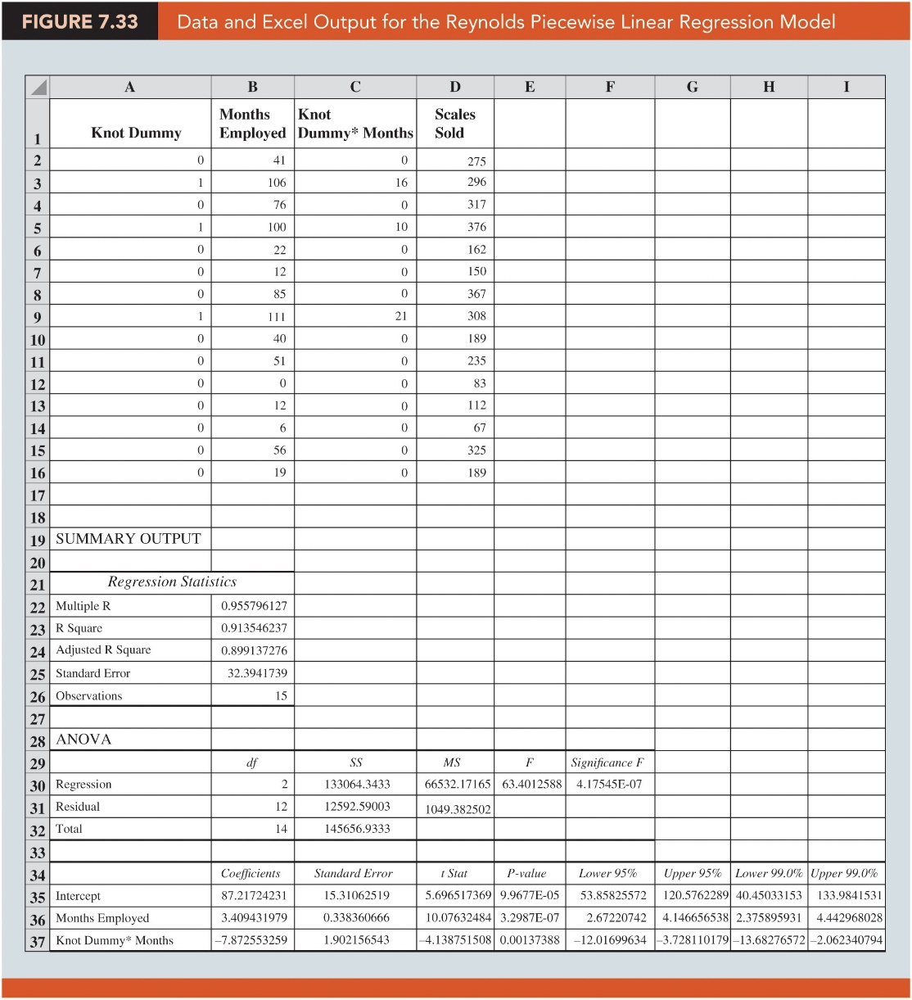 FIGURE 7.33 Data and Excel Output for the Reynolds Piecewise Linear Regression Model
A B C D E F G H I
1 Knot Dummy Months Employed Knot Dummy* Months Scales Sold
2 0 41 0 275
3 1 106 16 296
4 0 76 0 317
5 1 100 10 376
6 0 22 0 162
7 0 12 0 150
8 0 85 0 367
9 1 111 21 308
10 0 40 0 189
11 0 51 0 235
12 0 0 0 83
13 0 12 0 112
14 0 6 0 67
15 0 56 0 325
16 0 19 0 189
17
18
19 SUMMARY OUTPUT
20
21 Regression Statistics
22 Multiple R 0.955796127
23 R Square 0.913546237
24 Adjusted R Square 0.899137276
25 Standard Error 32.3941739
26 Observations 15
27
28 ANOVA
29 df SS MS F Significance F
30 Regression 2 133064.3433 66532.17165 63.4012588 4.17545E-07
31 Residual 12 12592.59003 1049.382502
32 Total 14 145656.9333
33
34 Coefficients Standard Error t Stat P-value Lower 95% Upper 95% Lower 99.0% Upper 99.0%
35 Intercept 87.21724231 15.31062519 5.696517369 9.9677E-05 53.85825572 120.5762289 40.45033153 133.9841531
36 Months Employed 3.409431979 0.338360666 10.07632484 3.2987E-07 2.67220742 4.146656538 2.375895931 4.442968028
37 Knot Dummy* Months –7.872553259 1.902156543 –4.138751508 0.00137388 –12.01699634 –3.728110179 –13.68276572 –2.062340794